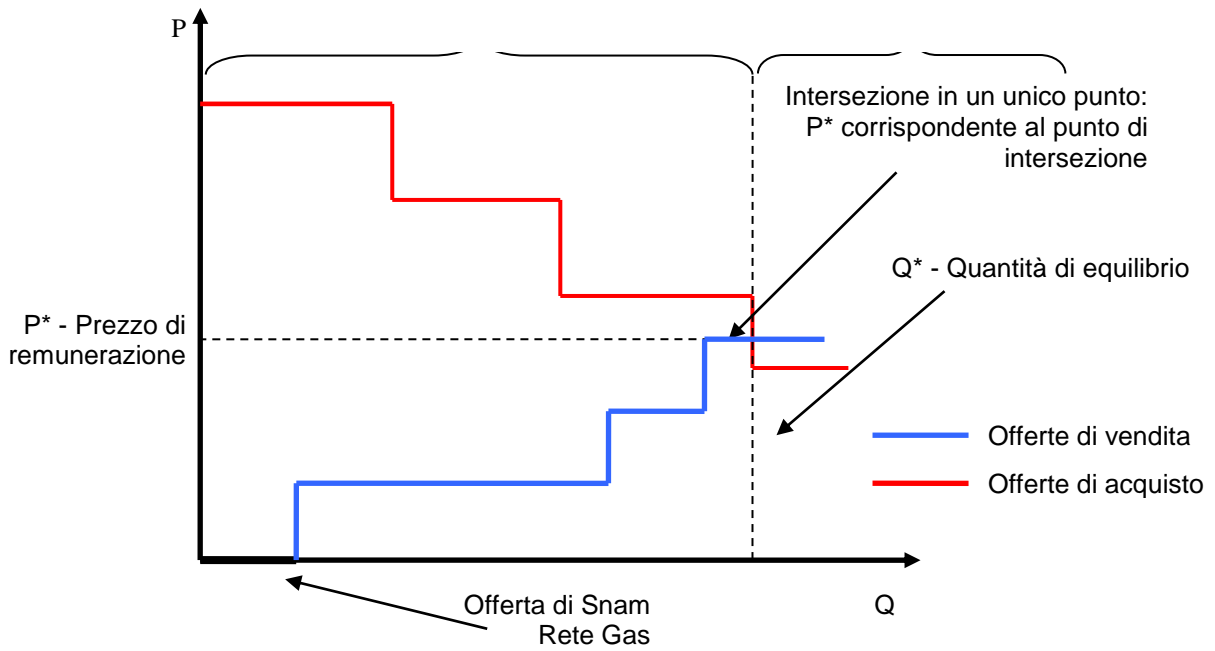 P
Intersezione in un unico punto:
P* corrispondente al punto di
intersezione
Q* - Quantità di equilibrio
P* - Prezzo di
remunerazione
Offerte di vendita
Offerte di acquisto
Offerta di Snam
Rete Gas
Q